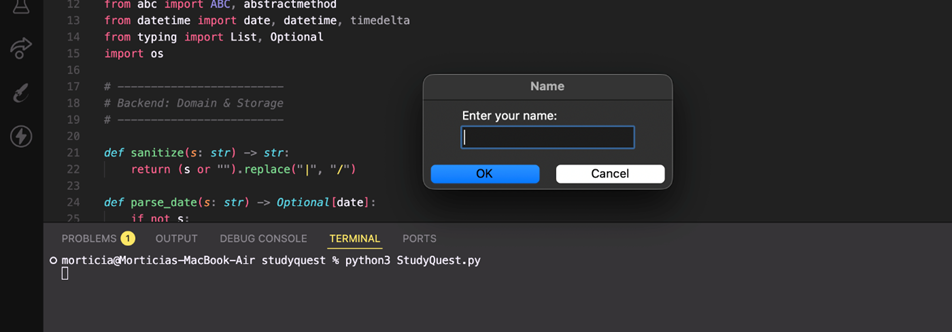 12 from abc import ABC, abstractmethod
13 from datetime import date, datetime, timedelta
14 from typing import List, Optional
15 import os
16
17 # -------------------------
18 # Backend: Domain & Storage
19 # -------------------------
20
21 def sanitize(s: str) -> str:
22 return (s or "").replace("|", "/")
23
24 def parse_date(s: str) -> Optional[date]:
25 if not s:
Name
Enter your name:
OK Cancel
PROBLEMS 1 OUTPUT DEBUG CONSOLE TERMINAL PORTS
morticia@Morticias-MacBook-Air studyquest % python3 StudyQuest.py